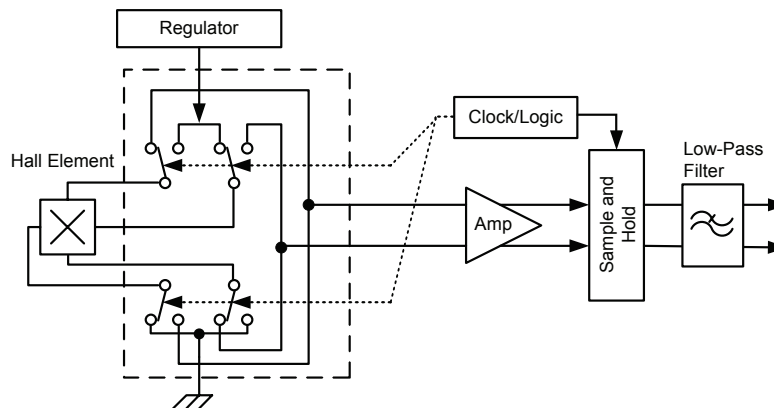 Regulator
Hall Element
Clock/Logic
Amp
Sample and
Hold
Low-Pass
Filter